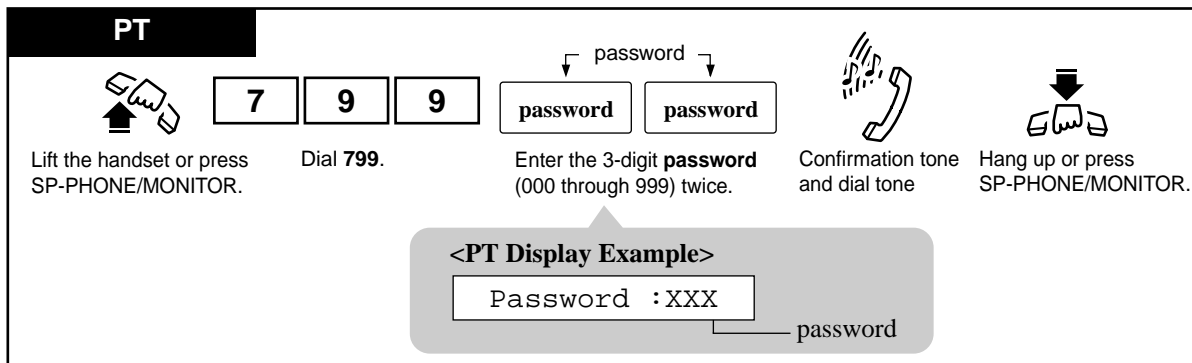 PT
password
7 9 9 password password
Lift the handset or press
SP-PHONE/MONITOR.
Dial 799.
Enter the 3-digit password
(000 through 999) twice.
Confirmation tone
and dial tone
Hang up or press
SP-PHONE/MONITOR.
<PT Display Example>
Password :XXX
password